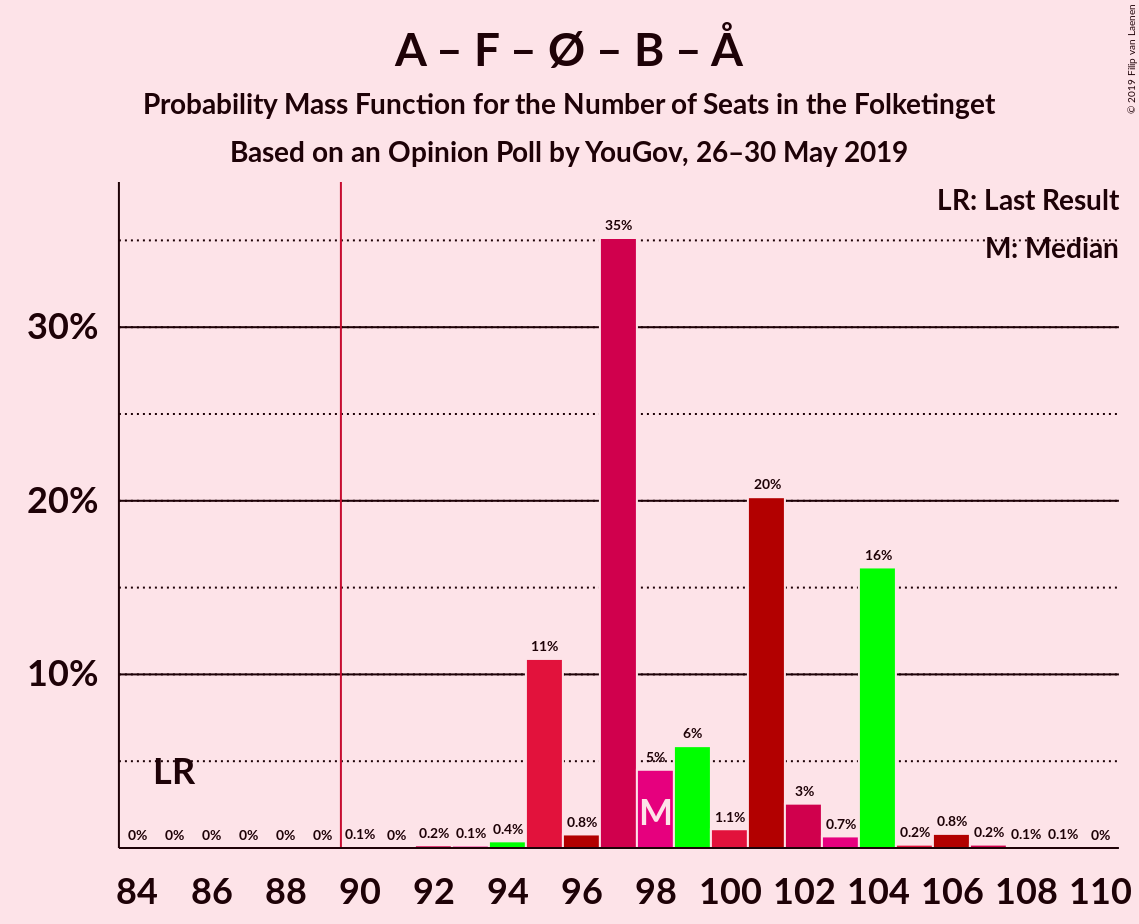 A – F – Ø – B – Å
Probability Mass Function for the Number of Seats in the Folketinget
Based on an Opinion Poll by YouGov, 26–30 May 2019
© 2019 Filip van Laenen
LR: Last Result
M: Median
35%
30%
20%
20%
16%
11%
10%
6%
5%
LR
M
0% 0% 0% 0% 0% 0% 0.1% 0% 0.2% 0.1% 0.4% 0.8% 1.1% 3% 0.7% 0.2% 0.8% 0.2% 0.1% 0.1% 0%
84 86 88 90 92 94 96 98 100 102 104 106 108 110